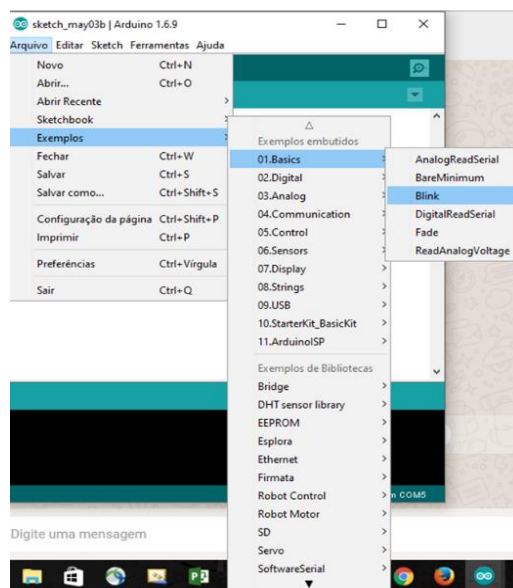 sketch_may03b | Arduino 1.6.9
Arquivo Editar Sketch Ferramentas Ajuda
Novo Ctrl+N
Abrir... Ctrl+O
Abrir Recente
Sketchbook
Exemplos
Fechar Ctrl+W
Salvar Ctrl+S
Salvar como... Ctrl+Shift+S
Configuração da página Ctrl+Shift+P
Imprimir Ctrl+P
Preferências Ctrl+Vírgula
Sair Ctrl+Q
Exemplos embutidos
01.Basics
02.Digital
03.Analog
04.Communication
05.Control
06.Sensors
07.Display
08.Strings
09.USB
10.StarterKit_BasicKit
11.ArduinoISP
Exemplos de Bibliotecas
Bridge
DHT sensor library
EEPROM
Esplora
Ethernet
Firmata
Robot Control
Robot Motor
SD
Servo
SoftwareSerial
AnalogReadSerial
BareMinimum
Blink
DigitalReadSerial
Fade
ReadAnalogVoltage
COM5
Digite uma mensagem